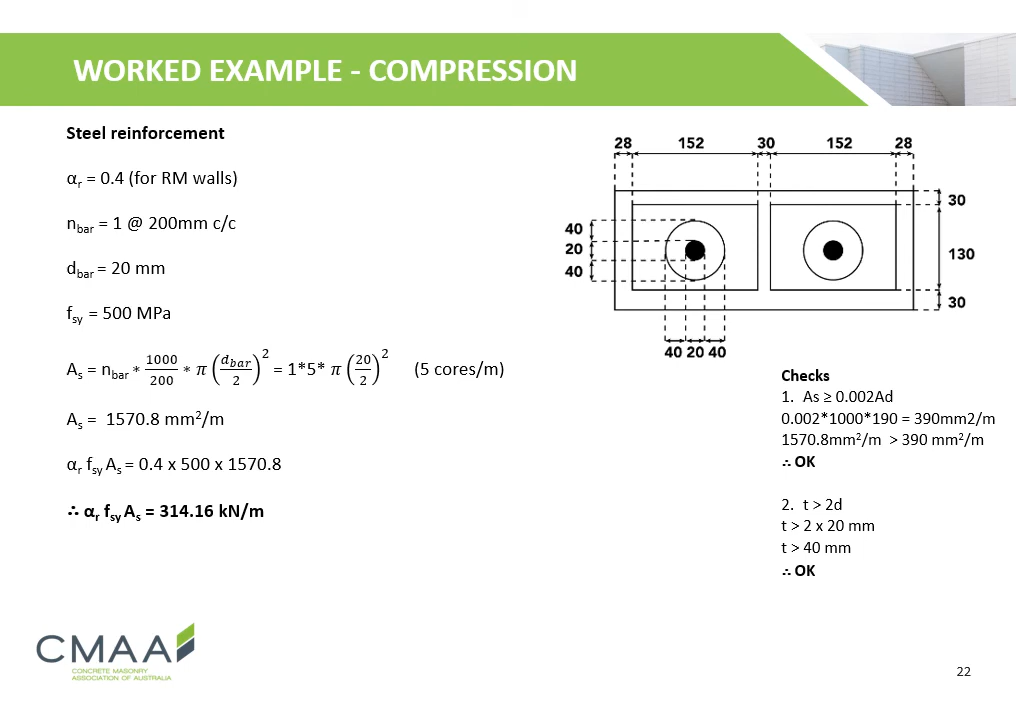 WORKED EXAMPLE - COMPRESSION
Steel reinforcement
αr = 0.4 (for RM walls)
nbar = 1 @ 200mm c/c
dbar = 20 mm
fsy = 500 MPa
As = nbar * 1000/200 * π (dbar/2)² = 1*5* π (20/2)² (5 cores/m)
As = 1570.8 mm²/m
αr fsy As = 0.4 x 500 x 1570.8
∴ αr fsy As = 314.16 kN/m
28 152 30 152 28
30
130
30
40
20
40
40 20 40
Checks
1. As ≥ 0.002Ad
0.002*1000*190 = 390mm2/m
1570.8mm²/m > 390 mm²/m
∴ OK
2. t > 2d
t > 2 x 20 mm
t > 40 mm
∴ OK
CMAA
CONCRETE MASONRY
ASSOCIATION OF AUSTRALIA
22